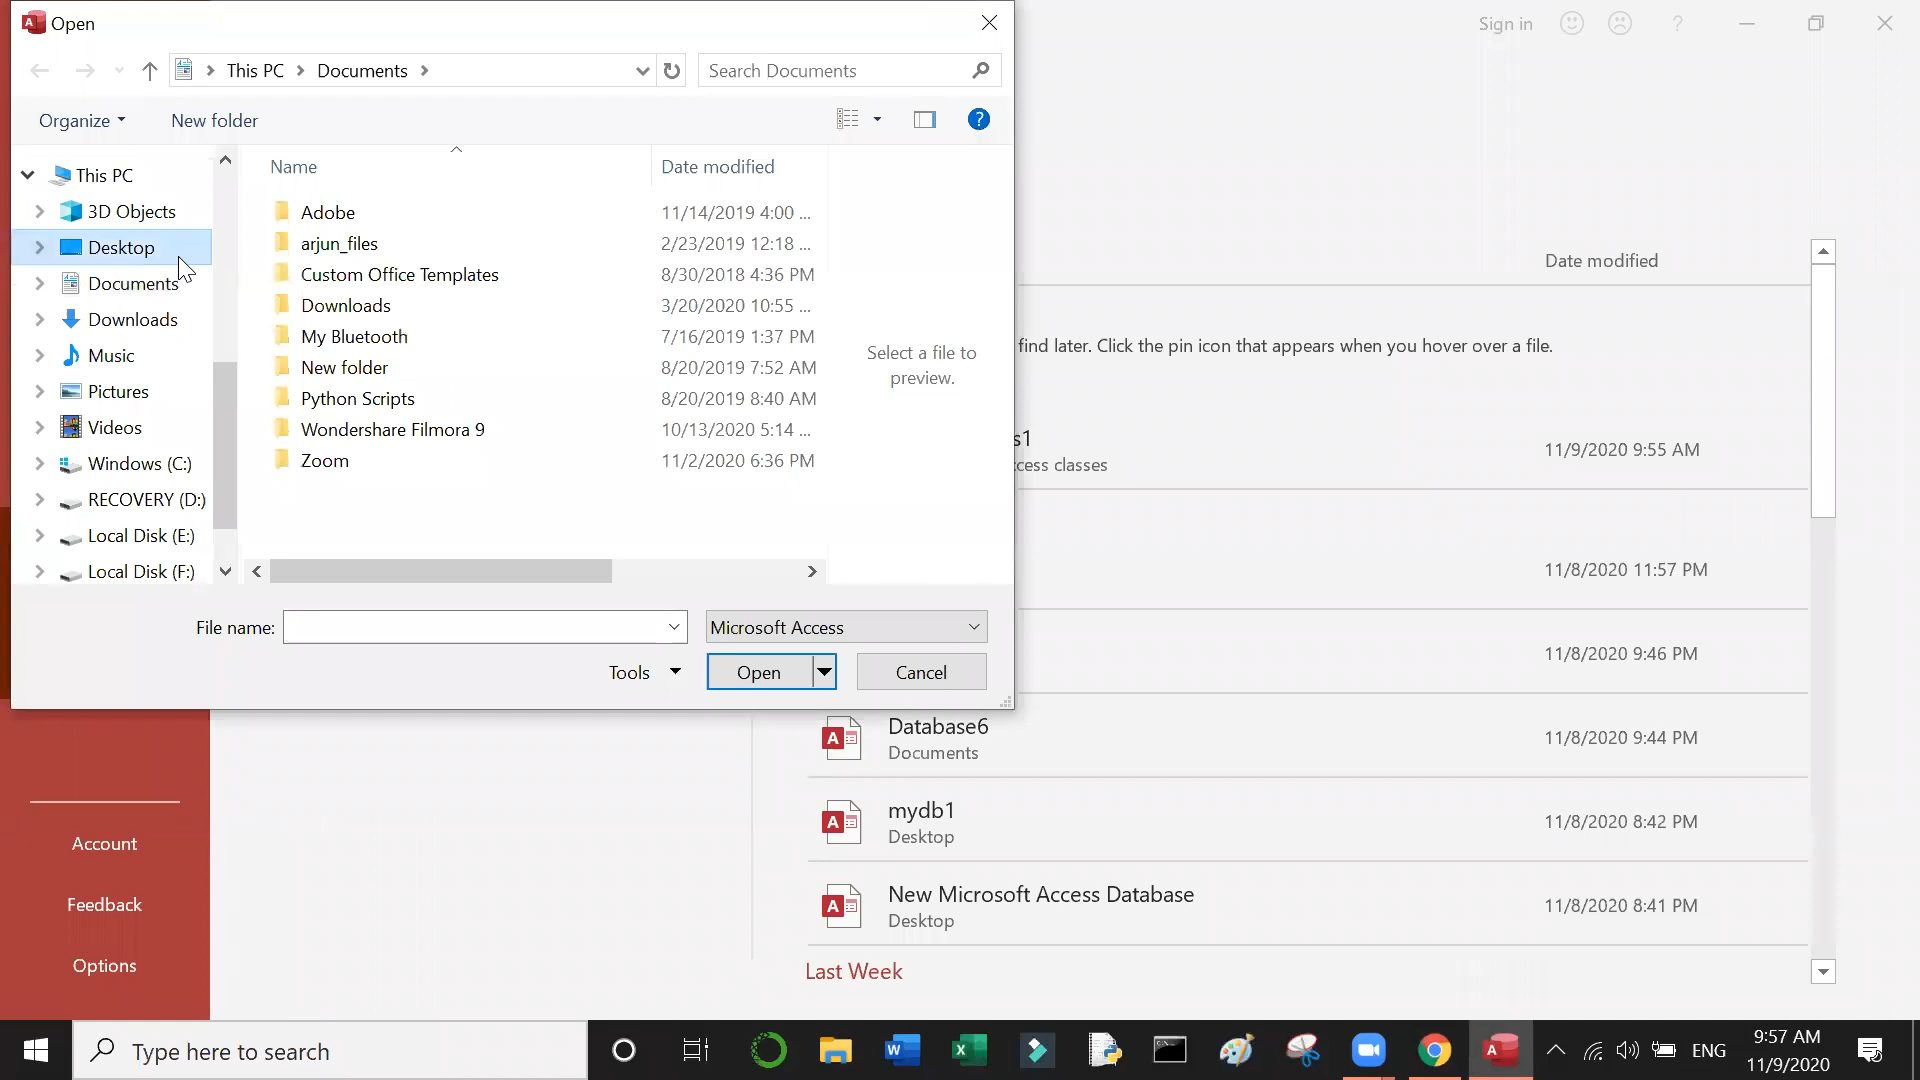 Open
Sign in
This PC
Documents
Search Documents
Organize
New folder
Name
Date modified
This PC
3D Objects
Desktop
Documents
Downloads
Music
Pictures
Videos
Windows (C:)
RECOVERY (D:)
Local Disk (E:)
Local Disk (F:)
Adobe 11/14/2019 4:00 ...
arjun_files 2/23/2019 12:18 ...
Custom Office Templates 8/30/2018 4:36 PM
Downloads 3/20/2020 10:55 ...
My Bluetooth 7/16/2019 1:37 PM
New folder 8/20/2019 7:52 AM
Python Scripts 8/20/2019 8:40 AM
Wondershare Filmora 9 10/13/2020 5:14 ...
Zoom 11/2/2020 6:36 PM
Select a file to
preview.
File name:
Microsoft Access
Tools
Open
Cancel
Date modified
find later. Click the pin icon that appears when you hover over a file.
s1
cess classes
11/9/2020 9:55 AM
11/8/2020 11:57 PM
11/8/2020 9:46 PM
Database6
Documents
11/8/2020 9:44 PM
mydb1
Desktop
11/8/2020 8:42 PM
New Microsoft Access Database
Desktop
11/8/2020 8:41 PM
Last Week
Account
Feedback
Options
Type here to search
ENG
9:57 AM
11/9/2020